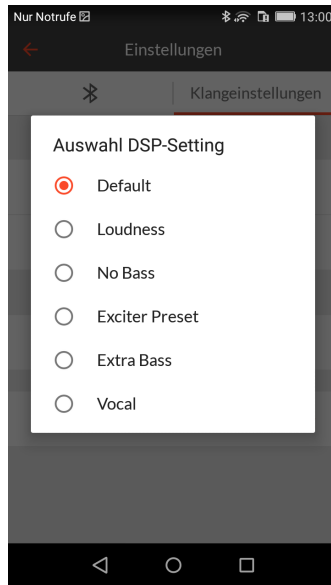 Nur Notrufe 13:00
Einstellungen
Klangeinstellungen
Auswahl DSP-Setting
Default
Loudness
No Bass
Exciter Preset
Extra Bass
Vocal